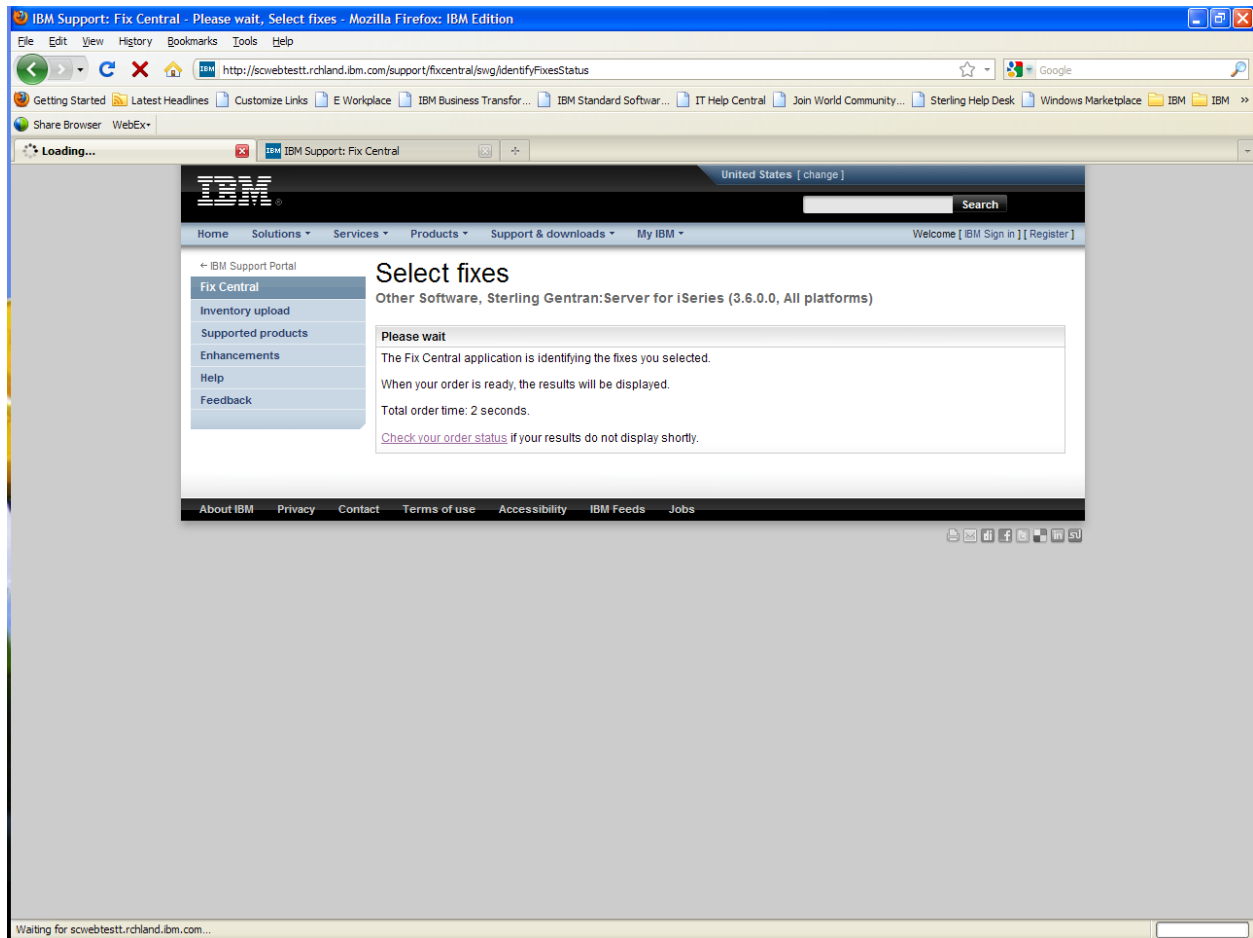 IBM Support: Fix Central - Please wait, Select fixes - Mozilla Firefox: IBM Edition
File Edit View History Bookmarks Tools Help
IBM http://scwebtestt.rchland.ibm.com/support/fixcentral/swg/identifyFixesStatus Google
Getting Started Latest Headlines Customize Links E Workplace IBM Business Transfor... IBM Standard Softwar... IT Help Central Join World Community... Sterling Help Desk Windows Marketplace IBM IBM »
Share Browser WebEx
Loading... IBM IBM Support: Fix Central
United States [ change ]
IBM ®
Search
Home Solutions Services Products Support & downloads My IBM Welcome [ IBM Sign in ] [ Register ]
← IBM Support Portal
Fix Central
Inventory upload
Supported products
Enhancements
Help
Feedback
Select fixes
Other Software, Sterling Gentran:Server for iSeries (3.6.0.0, All platforms)
Please wait
The Fix Central application is identifying the fixes you selected.
When your order is ready, the results will be displayed.
Total order time: 2 seconds.
Check your order status if your results do not display shortly.
About IBM Privacy Contact Terms of use Accessibility IBM Feeds Jobs
di f in su
Waiting for scwebtestt.rchland.ibm.com...